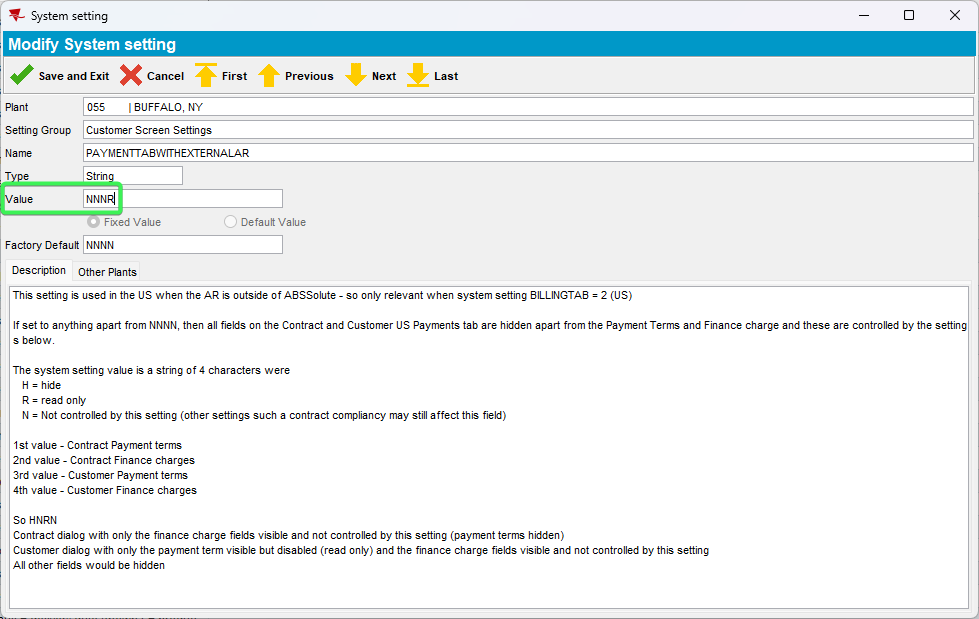 System setting
Modify System setting
Save and Exit Cancel First Previous Next Last
Plant 055 | BUFFALO, NY
Setting Group Customer Screen Settings
Name PAYMENTTABWITHEXTERNALAR
Type String
Value NNNR
Fixed Value Default Value
Factory Default NNNN
Description Other Plants
This setting is used in the US when the AR is outside of ABSSolute - so only relevant when system setting BILLINGTAB = 2 (US)
If set to anything apart from NNNN, then all fields on the Contract and Customer US Payments tab are hidden apart from the Payment Terms and Finance charge and these are controlled by the setting
s below.
The system setting value is a string of 4 characters were
H = hide
R = read only
N = Not controlled by this setting (other settings such a contract compliancy may still affect this field)
1st value - Contract Payment terms
2nd value - Contract Finance charges
3rd value - Customer Payment terms
4th value - Customer Finance charges
So HNRN
Contract dialog with only the finance charge fields visible and not controlled by this setting (payment terms hidden)
Customer dialog with only the payment term visible but disabled (read only) and the finance charge fields visible and not controlled by this setting
All other fields would be hidden